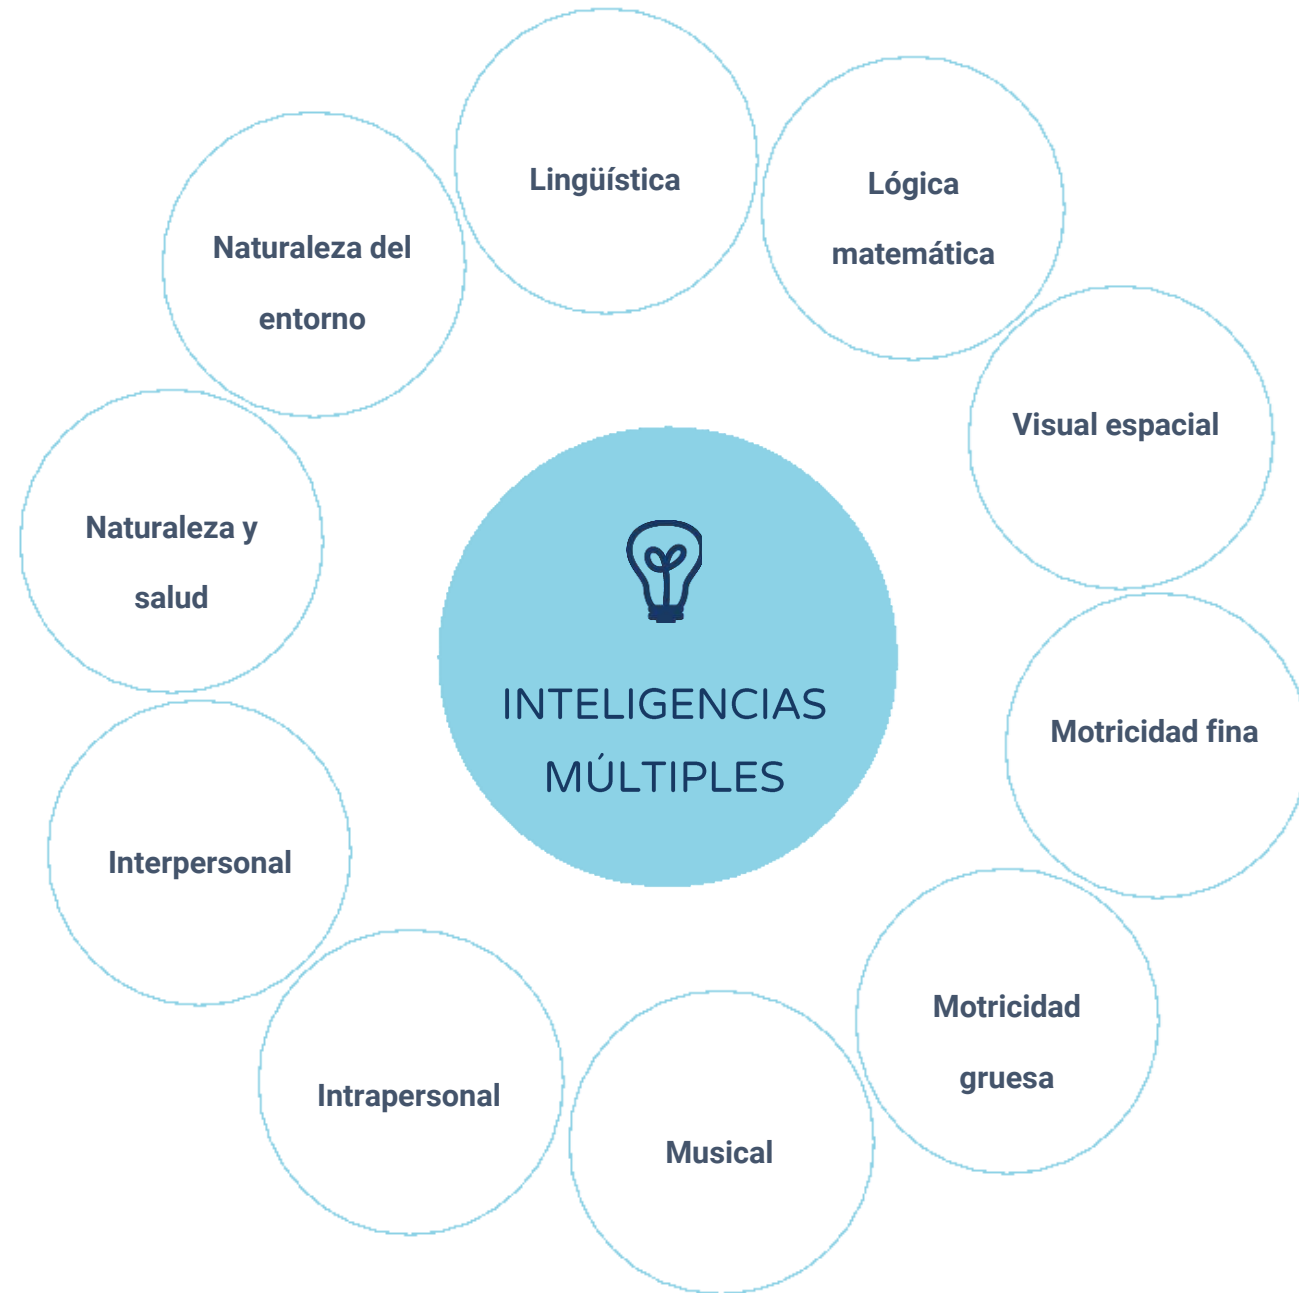 Lingüística
Lógica
matemática
Visual espacial
Motricidad fina
Motricidad
gruesa
Musical
Intrapersonal
Interpersonal
Naturaleza y
salud
Naturaleza del
entorno
INTELIGENCIAS
MÚLTIPLES